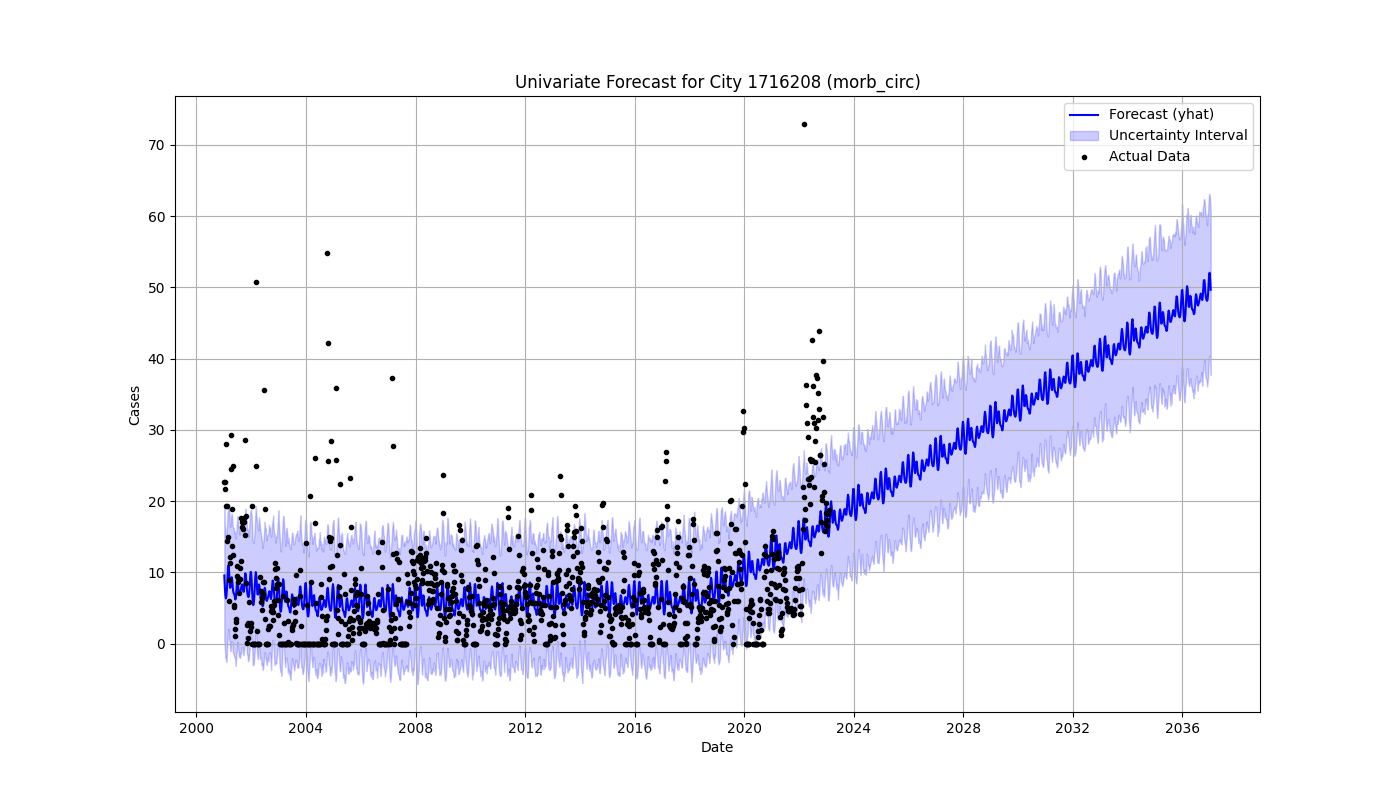 Univariate Forecast for City 1716208 (morb_circ)
Forecast (yhat)
Uncertainty Interval
Actual Data
Cases
70
60
50
40
30
20
10
0
2000 2004 2008 2012 2016 2020 2024 2028 2032 2036
Date